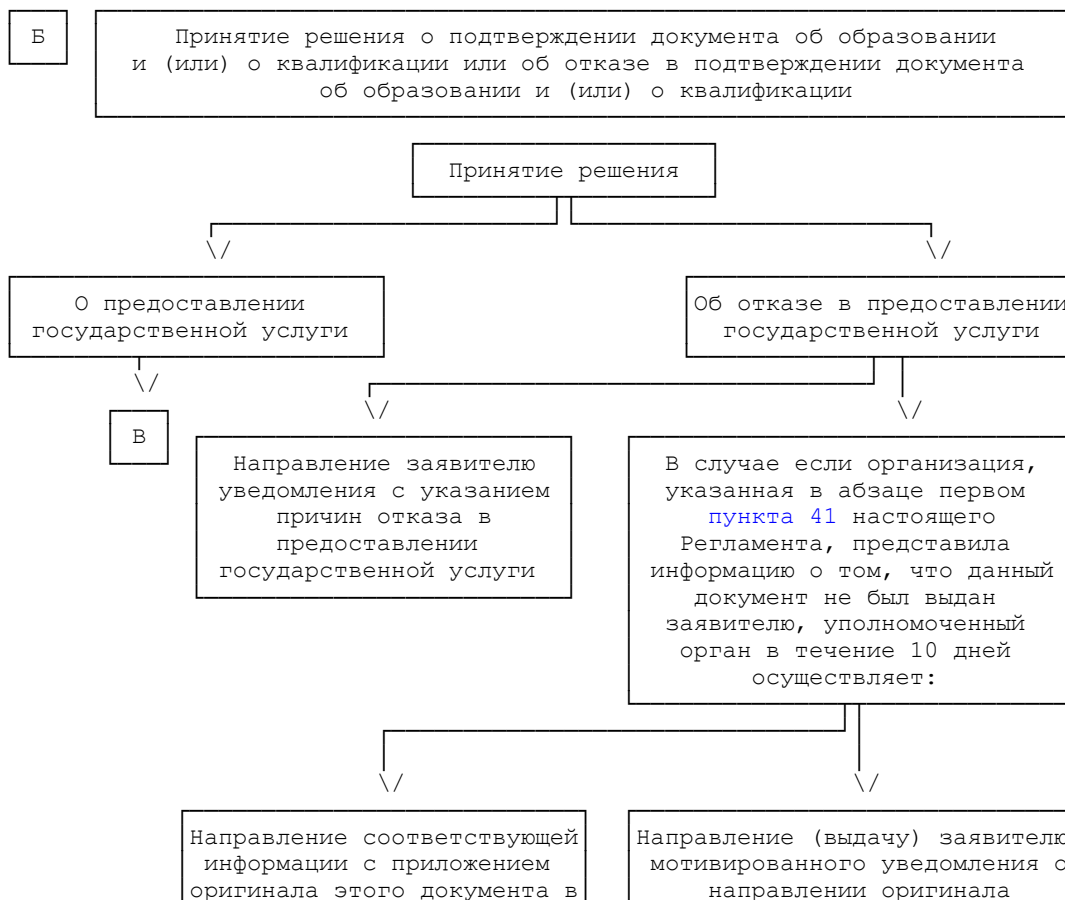 Б
Принятие решения о подтверждении документа об образовании
и (или) о квалификации или об отказе в подтверждении документа
об образовании и (или) о квалификации
Принятие решения
О предоставлении
государственной услуги
Об отказе в предоставлении
государственной услуги
В
Направление заявителю
уведомления с указанием
причин отказа в
предоставлении
государственной услуги
В случае если организация,
указанная в абзаце первом
пункта 41 настоящего
Регламента, представила
информацию о том, что данный
документ не был выдан
заявителю, уполномоченный
орган в течение 10 дней
осуществляет:
Направление соответствующей
информации с приложением
оригинала этого документа в
Направление (выдачу) заявителю
мотивированного уведомления о
направлении оригинала